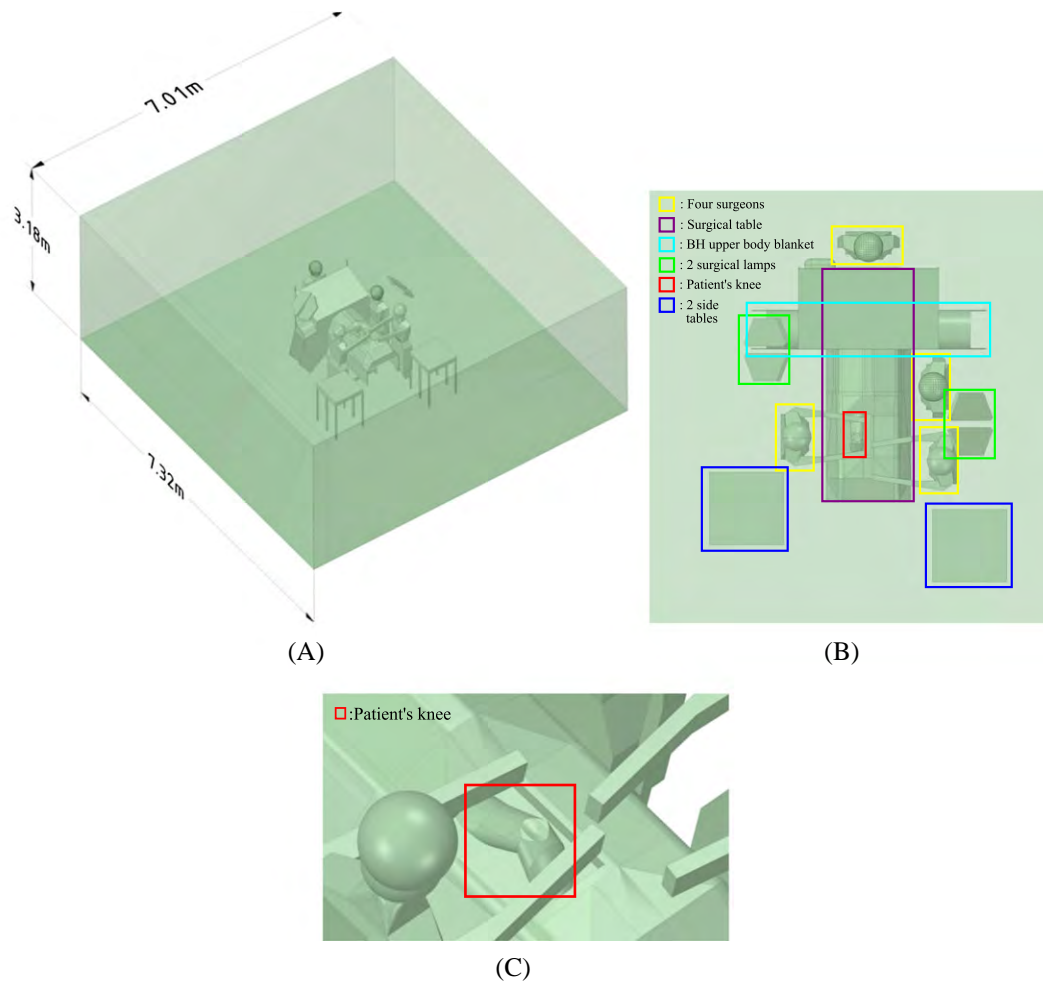 7.01m
3.18m
7.32m
(A)
: Four surgeons
: Surgical table
: BH upper body blanket
: 2 surgical lamps
: Patient's knee
: 2 side
tables
(B)
:Patient's knee
(C)